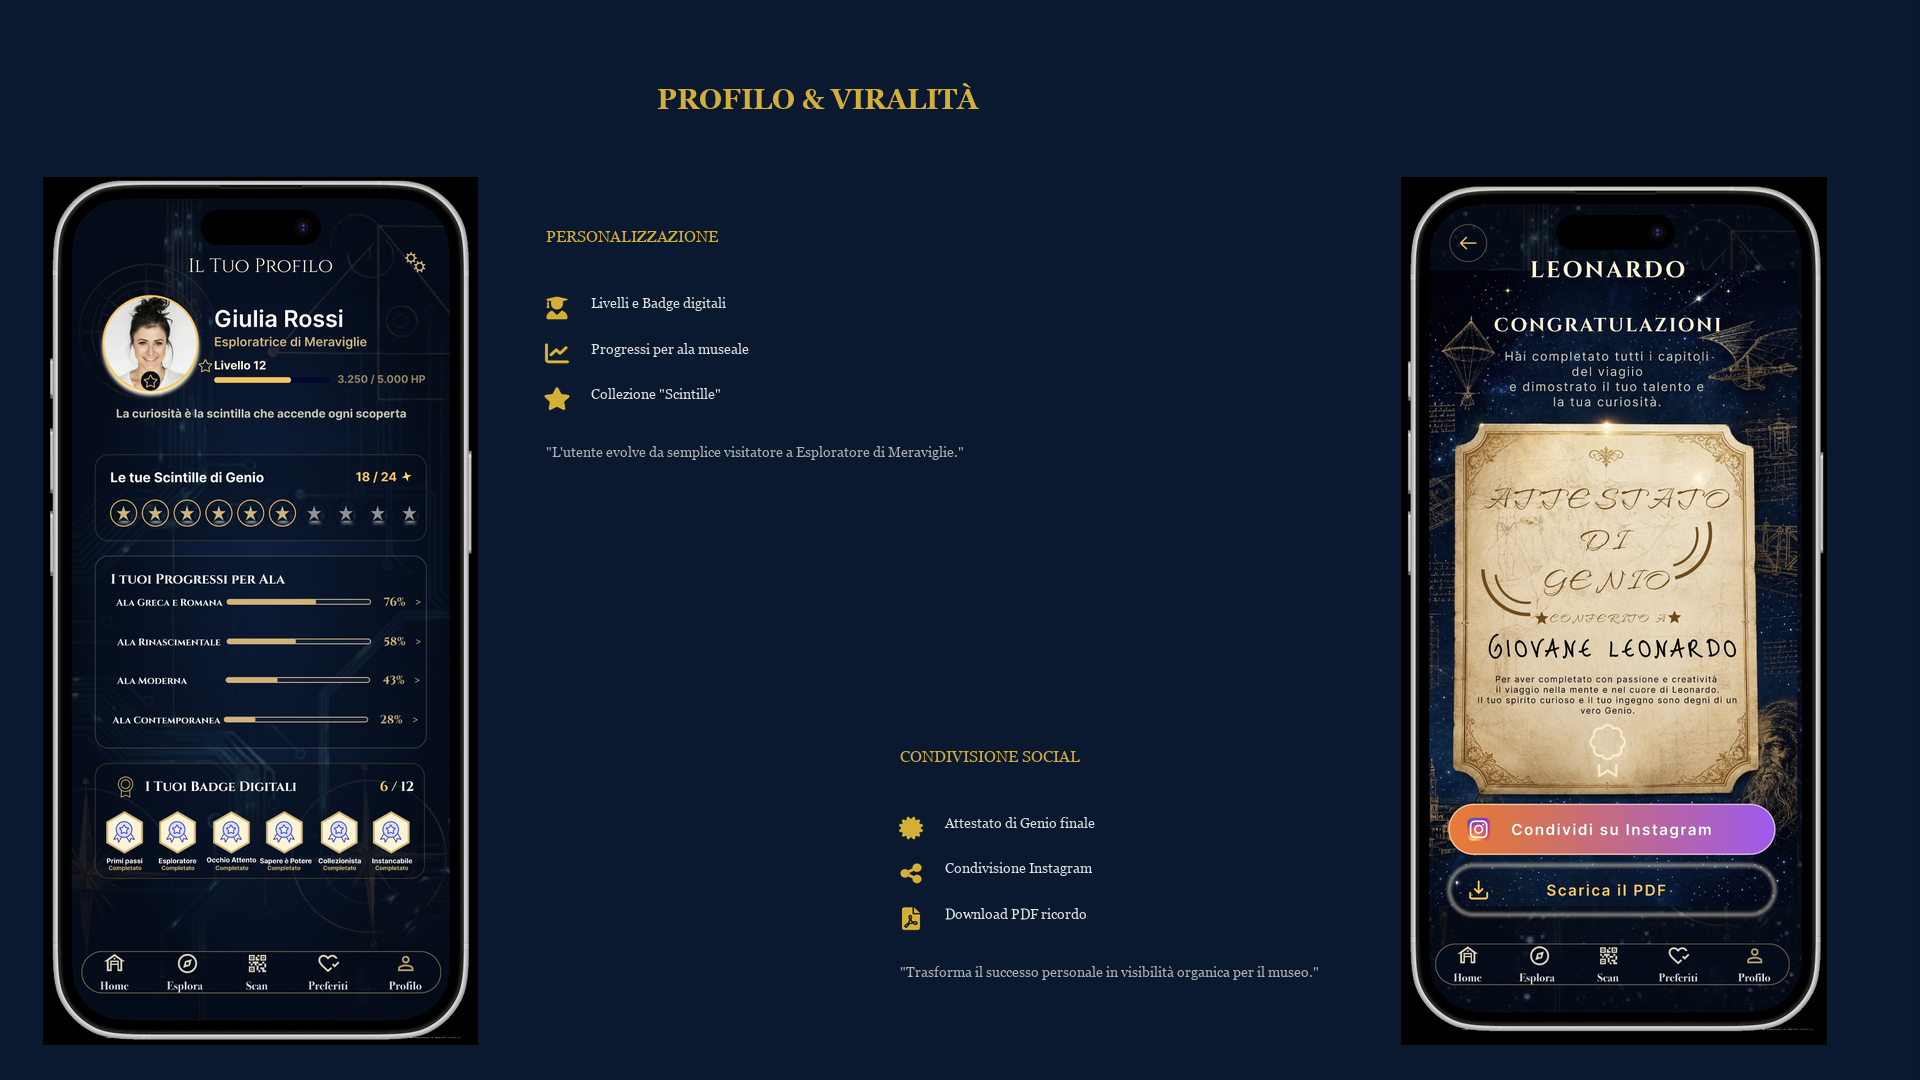 PROFILO & VIRALITÀ
IL TUO PROFILO
Giulia Rossi
Esploratrice di Meraviglie
Livello 12
3.250 / 5.000 HP
La curiosità è la scintilla che accende ogni scoperta
Le tue Scintille di Genio
18 / 24
I TUOI PROGRESSI PER ALA
ALA GRECA E ROMANA 76% >
ALA RINASCIMENTALE 58% >
ALA MODERNA 43% >
ALA CONTEMPORANEA 28% >
I TUOI BADGE DIGITALI 6 / 12
Primi passi Esploratore Occhio Attento Sapere è Potere Collezionista Instancabile
Completato Completato Completato Completato Completato Completato
Home Esplora Scan Preferiti Profilo
PERSONALIZZAZIONE
Livelli e Badge digitali
Progressi per ala museale
Collezione "Scintille"
"L'utente evolve da semplice visitatore a Esploratore di Meraviglie."
CONDIVISIONE SOCIAL
Attestato di Genio finale
Condivisione Instagram
Download PDF ricordo
"Trasforma il successo personale in visibilità organica per il museo."
LEONARDO
CONGRATULAZIONI
Hai completato tutti i capitoli
del viagiio
e dimostrato il tuo talento e
la tua curiosità.
ATTESTATO
DI
GENIO
CONFERITO A
GIOVANE LEONARDO
Per aver completato con passione e creatività
il viaggio nella mente e nel cuore di Leonardo.
Il tuo spirito curioso e il tuo ingegno sono degni di un
vero Genio.
Condividi su Instagram
Scarica il PDF
Home Esplora Scan Preferiti Profilo